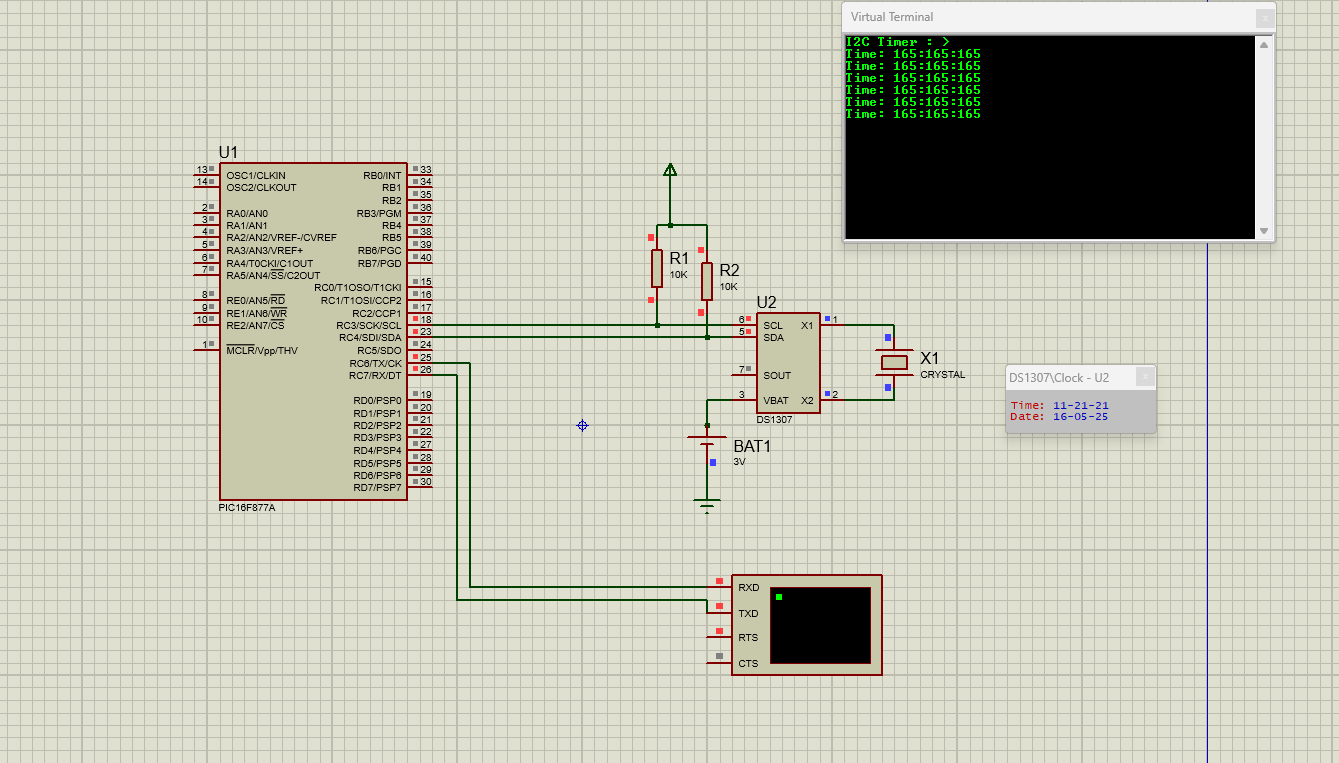 Virtual Terminal
I2C Timer : >
Time: 165:165:165
Time: 165:165:165
Time: 165:165:165
Time: 165:165:165
Time: 165:165:165
Time: 165:165:165
U1
13 OSC1/CLKIN RB0/INT 33
14 OSC2/CLKOUT RB1 34
RB2 35
2 RA0/AN0 RB3/PGM 36
3 RA1/AN1 RB4 37
4 RA2/AN2/VREF-/CVREF RB5 38
5 RA3/AN3/VREF+ RB6/PGC 39
6 RA4/T0CKI/C1OUT RB7/PGD 40
7 RA5/AN4/SS/C2OUT
RC0/T1OSO/T1CKI 15
8 RE0/AN5/RD RC1/T1OSI/CCP2 16
9 RE1/AN6/WR RC2/CCP1 17
10 RE2/AN7/CS RC3/SCK/SCL 18
RC4/SDI/SDA 23
1 MCLR/Vpp/THV RC5/SDO 24
RC6/TX/CK 25
RC7/RX/DT 26
RD0/PSP0 19
RD1/PSP1 20
RD2/PSP2 21
RD3/PSP3 22
RD4/PSP4 27
RD5/PSP5 28
RD6/PSP6 29
RD7/PSP7 30
PIC16F877A
R1
10K
R2
10K
U2
6 SCL X1 1
5 SDA
7 SOUT
3 VBAT X2 2
DS1307
X1
CRYSTAL
BAT1
3V
DS1307\Clock - U2
Time: 11-21-21
Date: 16-05-25
RXD
TXD
RTS
CTS